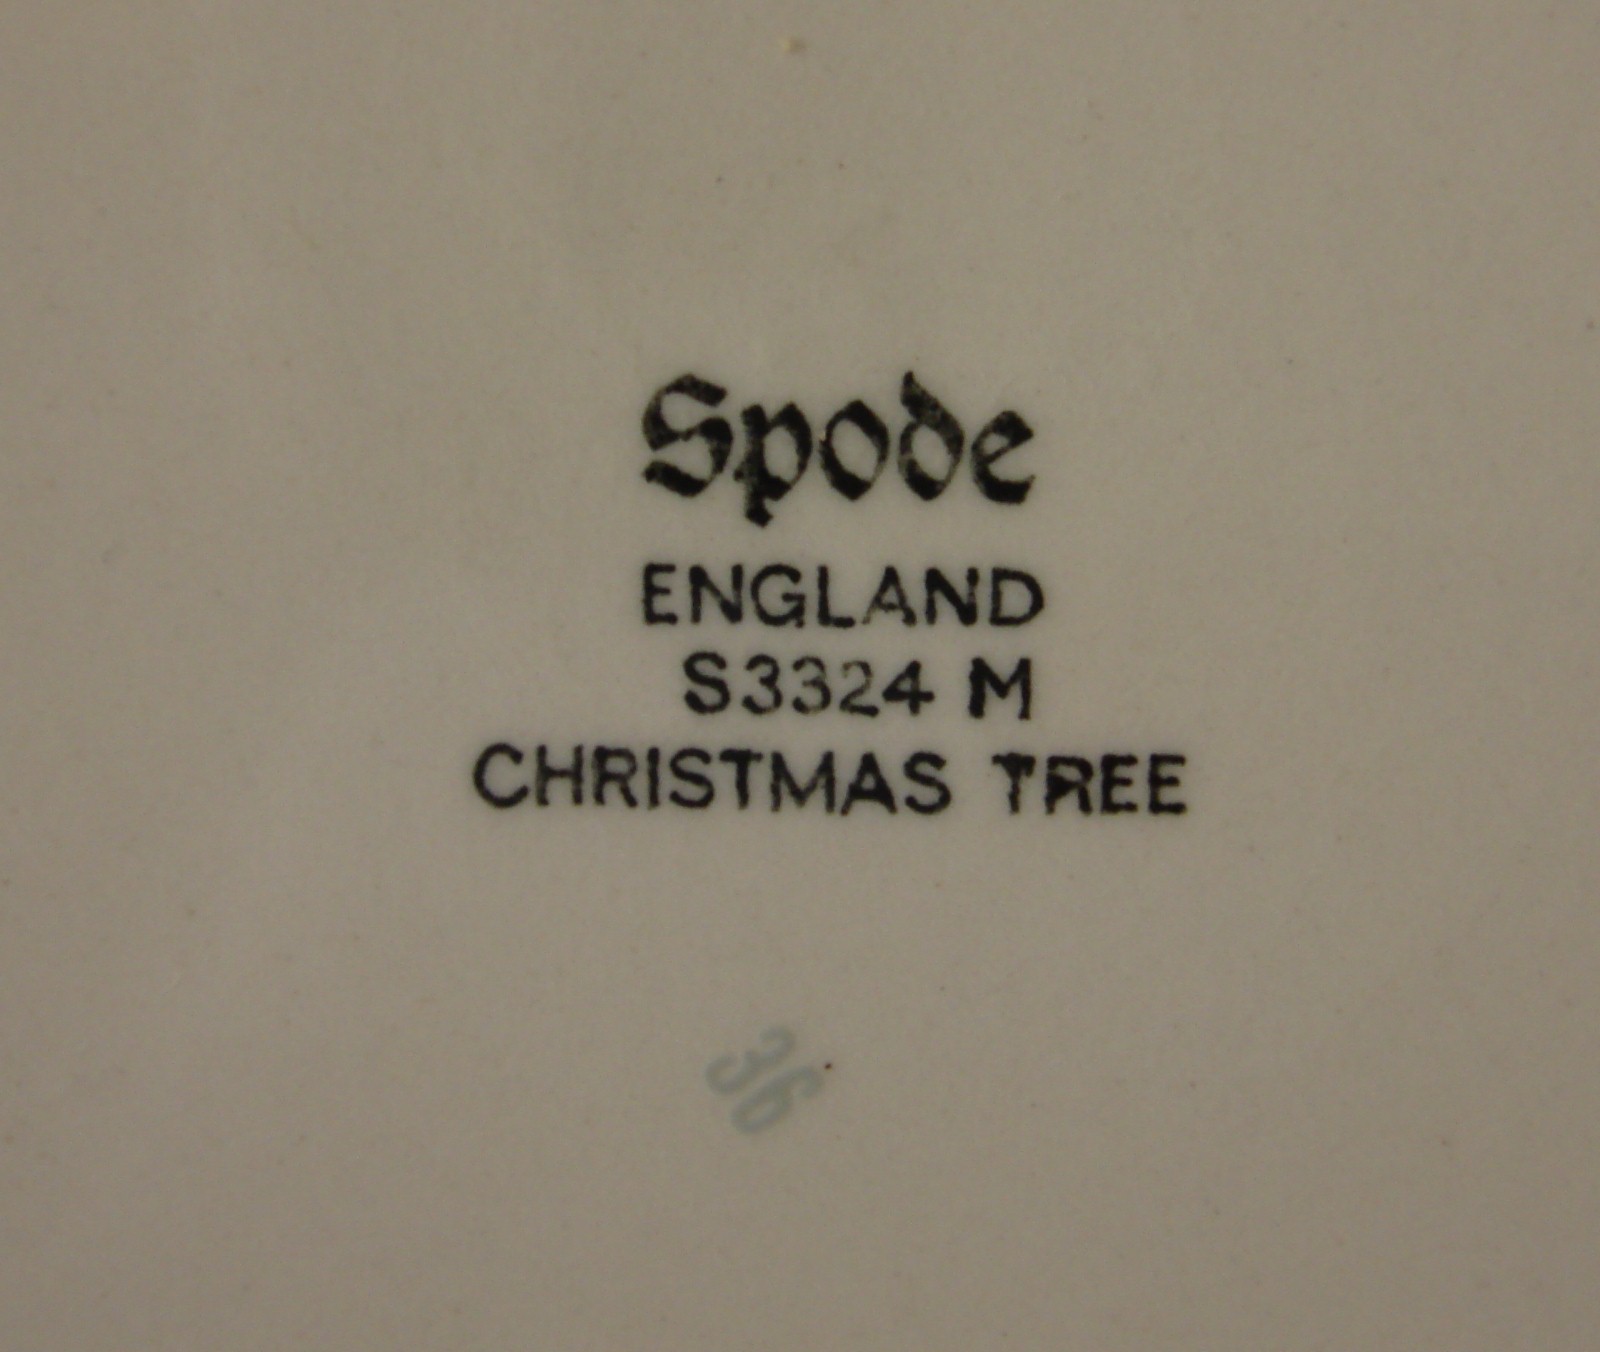 Spode
ENGLAND
S3324 M
CHRISTMAS TREE
36